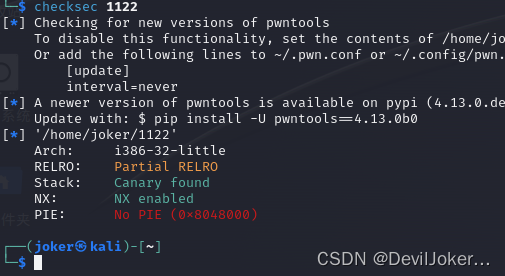 └─$ checksec 1122
[*] Checking for new versions of pwntools
To disable this functionality, set the contents of /home/jo
Or add the following lines to ~/.pwn.conf or ~/.config/pwn.
[update]
interval=never
[*] A newer version of pwntools is available on pypi (4.13.0.de
Update with: $ pip install -U pwntools==4.13.0b0
[*] '/home/joker/1122'
Arch: i386-32-little
RELRO: Partial RELRO
Stack: Canary found
NX: NX enabled
PIE: No PIE (0×8048000)
┌──(joker㉿kali)-[~]
└─$
CSDN @DevilJoker...